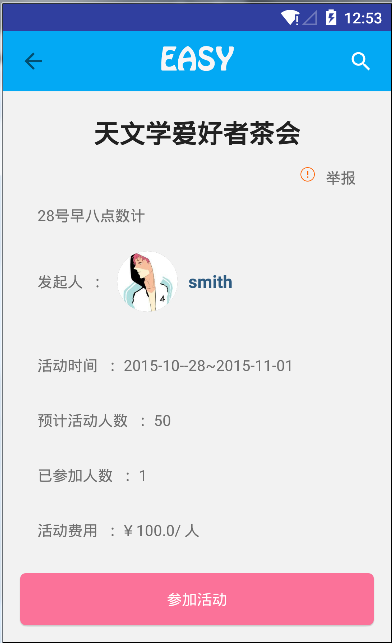 12:53
EASY
天文学爱好者茶会
举报
28号早八点数计
发起人 : smith
4
活动时间 : 2015-10--28~2015-11-01
预计活动人数 : 50
已参加人数 : 1
活动费用 : ¥100.0/ 人
参加活动